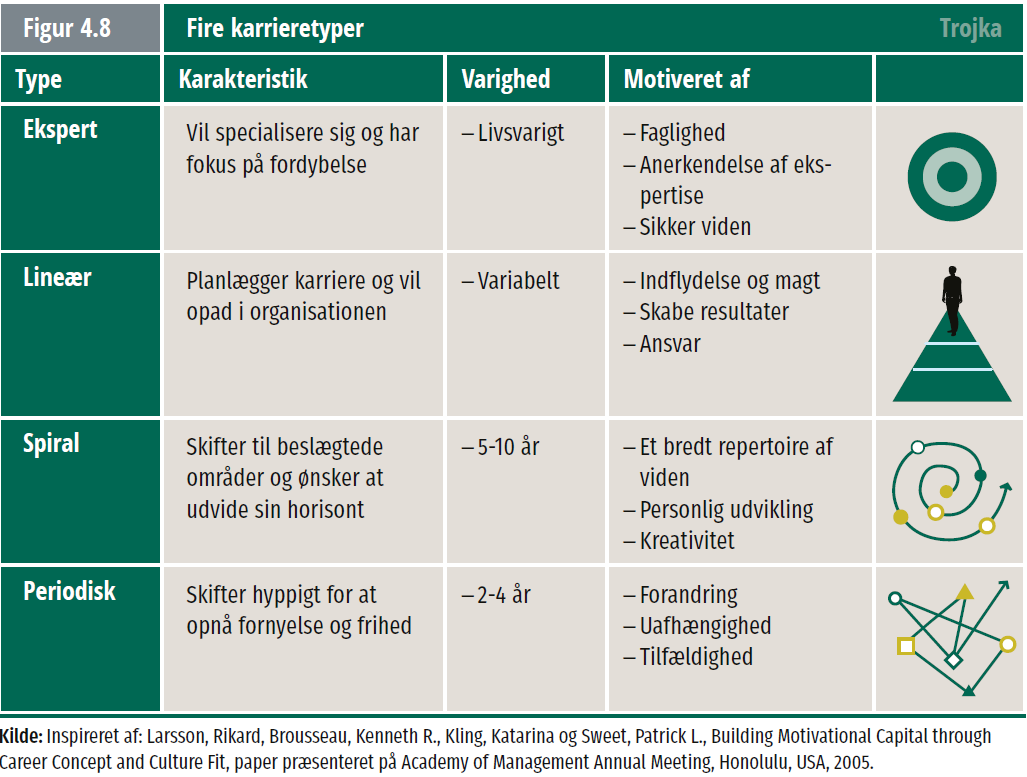 Figur 4.8 Fire karrieretyper Trojka
Type Karakteristik Varighed Motiveret af
Ekspert
Vil specialisere sig og har
fokus på fordybelse
– Livsvarigt
– Faglighed
– Anerkendelse af eks-
pertise
– Sikker viden
Lineær
Planlægger karriere og vil
opad i organisationen
– Variabelt
– Indflydelse og magt
– Skabe resultater
– Ansvar
Spiral
Skifter til beslægtede
områder og ønsker at
udvide sin horisont
– 5-10 år
– Et bredt repertoire af
viden
– Personlig udvikling
– Kreativitet
Periodisk
Skifter hyppigt for at
opnå fornyelse og frihed
– 2-4 år
– Forandring
– Uafhængighed
– Tilfældighed
Kilde: Inspireret af: Larsson, Rikard, Brousseau, Kenneth R., Kling, Katarina og Sweet, Patrick L., Building Motivational Capital through
Career Concept and Culture Fit, paper præsenteret på Academy of Management Annual Meeting, Honolulu, USA, 2005.